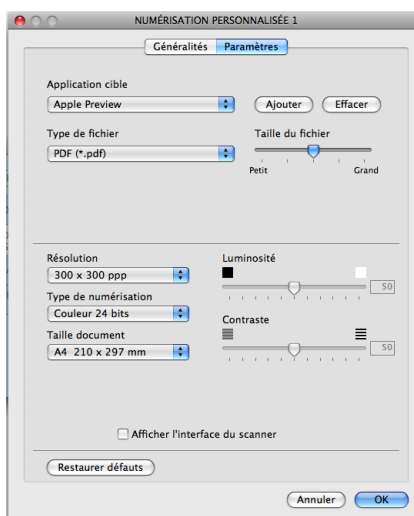 NUMÉRISATION PERSONNALISÉE 1
Généralités Paramètres
Application cible
Apple Preview Ajouter Effacer
Type de fichier Taille du fichier
PDF (*.pdf)
Petit Grand
Résolution Luminosité
300 x 300 ppp
50
Type de numérisation
Couleur 24 bits
Contraste
Taille document
A4 210 x 297 mm 50
Afficher l'interface du scanner
Restaurer défauts
Annuler OK